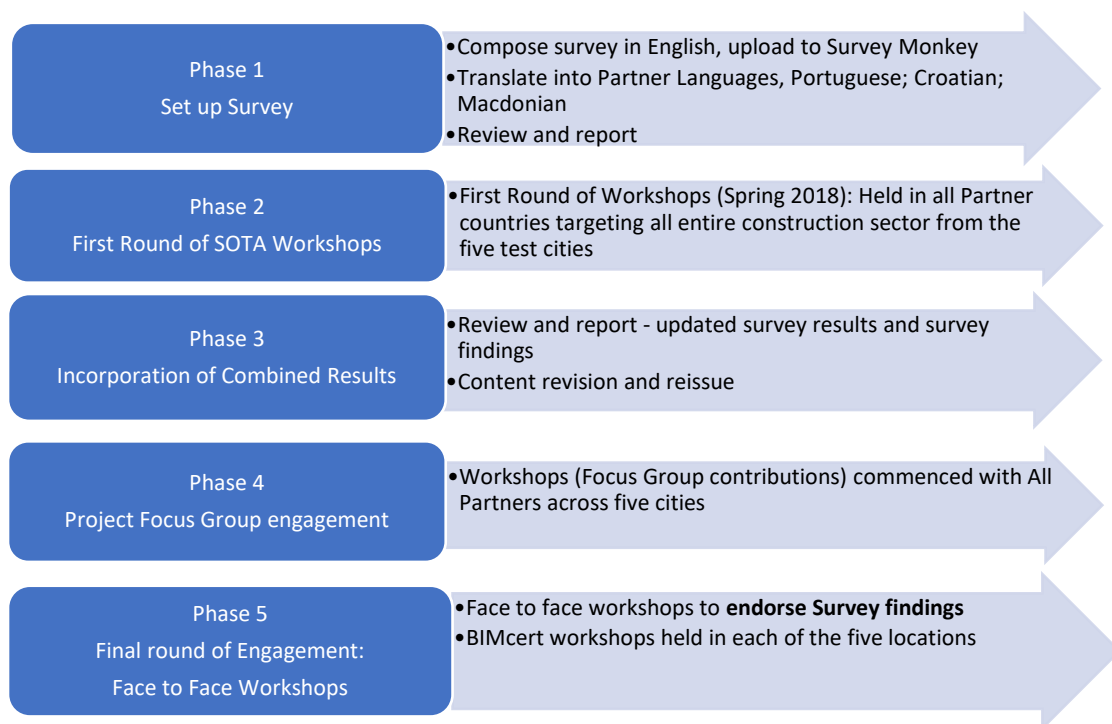 Phase 1
Set up Survey
•Compose survey in English, upload to Survey Monkey
•Translate into Partner Languages, Portuguese; Croatian;
Macdonian
•Review and report
Phase 2
First Round of SOTA Workshops
•First Round of Workshops (Spring 2018): Held in all Partner
countries targeting all entire construction sector from the
five test cities
Phase 3
Incorporation of Combined Results
•Review and report - updated survey results and survey
findings
•Content revision and reissue
Phase 4
Project Focus Group engagement
•Workshops (Focus Group contributions) commenced with All
Partners across five cities
Phase 5
Final round of Engagement:
Face to Face Workshops
•Face to face workshops to endorse Survey findings
•BIMcert workshops held in each of the five locations